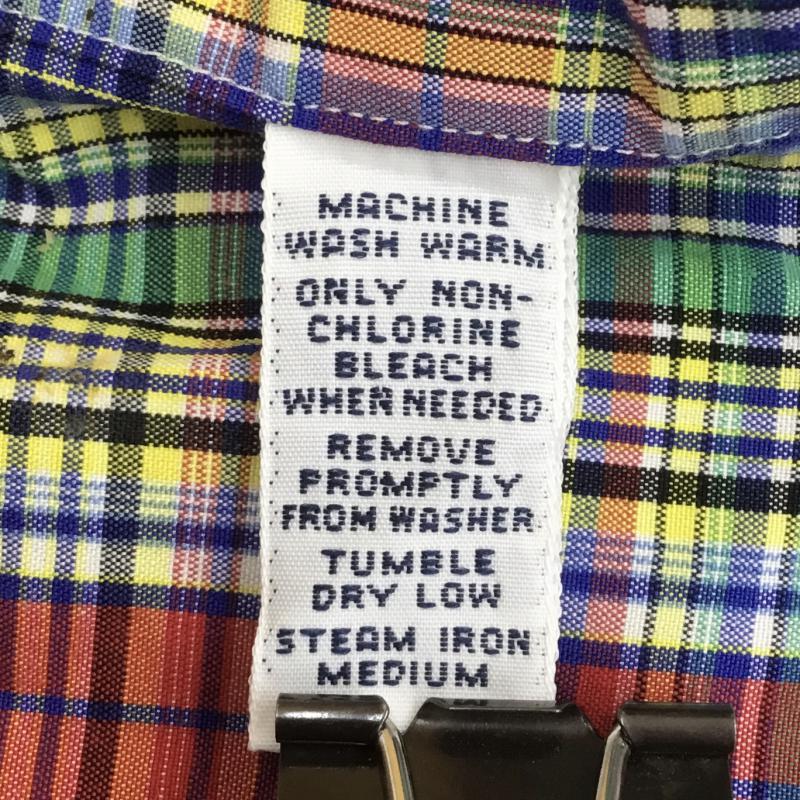 MACHINE
WASH WARM
ONLY NON-
CHLORINE
BLEACH
WHEN NEEDED
REMOVE
PROMPTLY
FROM WASHER
TUMBLE
DRY LOW
STEAM IRON
MEDIUM